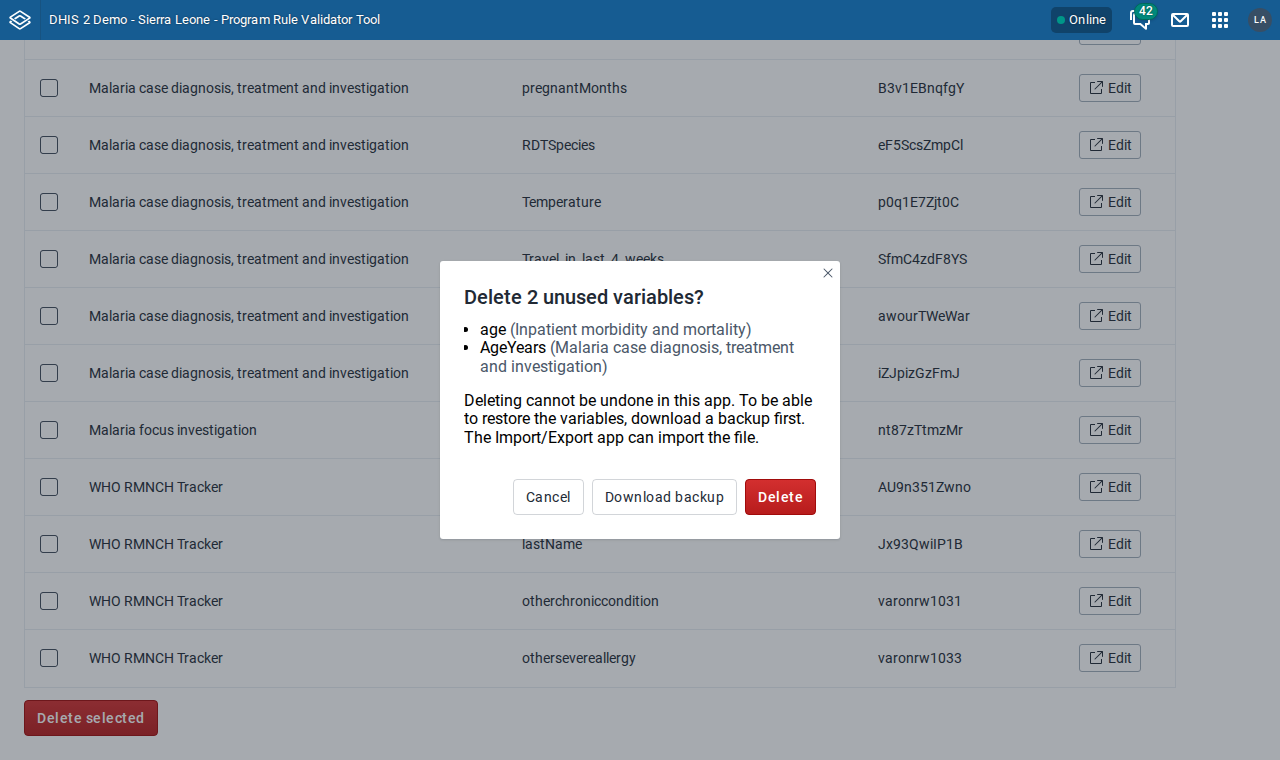 DHIS 2 Demo - Sierra Leone - Program Rule Validator Tool
Online
42
LA
Malaria case diagnosis, treatment and investigation pregnantMonths B3v1EBnqfgY Edit
Malaria case diagnosis, treatment and investigation RDTSpecies eF5ScsZmpCl Edit
Malaria case diagnosis, treatment and investigation Temperature p0q1E7Zjt0C Edit
Malaria case diagnosis, treatment and investigation Travel_in_last_4_weeks SfmC4zdF8YS Edit
Malaria case diagnosis, treatment and investigation awourTWeWar Edit
Malaria case diagnosis, treatment and investigation iZJpizGzFmJ Edit
Malaria focus investigation nt87zTtmzMr Edit
WHO RMNCH Tracker AU9n351Zwno Edit
WHO RMNCH Tracker lastName Jx93QwiIP1B Edit
WHO RMNCH Tracker otherchroniccondition varonrw1031 Edit
WHO RMNCH Tracker othersevereallergy varonrw1033 Edit
Delete selected
Delete 2 unused variables?
age (Inpatient morbidity and mortality)
AgeYears (Malaria case diagnosis, treatment
and investigation)
Deleting cannot be undone in this app. To be able
to restore the variables, download a backup first.
The Import/Export app can import the file.
Cancel
Download backup
Delete